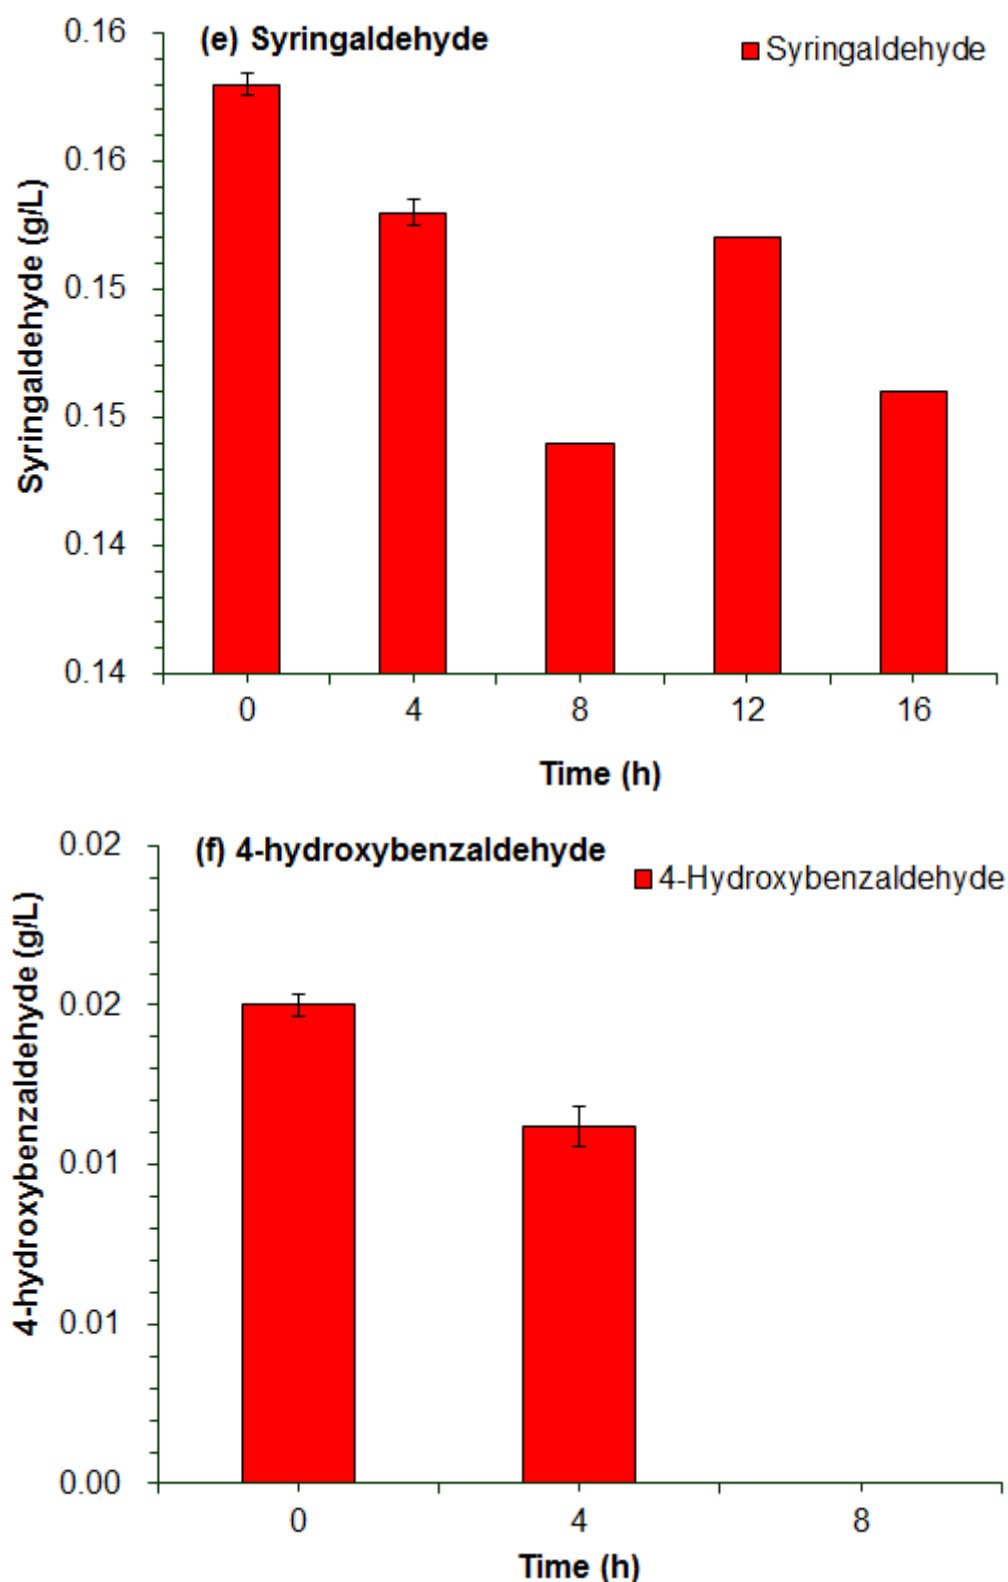 (e) Syringaldehyde
Syringaldehyde
Syringaldehyde (g/L)
0.16
0.16
0.15
0.15
0.14
0.14
0 4 8 12 16
Time (h)
(f) 4-hydroxybenzaldehyde
4-Hydroxybenzaldehyde
4-hydroxybenzaldehyde (g/L)
0.02
0.02
0.01
0.01
0.00
0 4 8
Time (h)